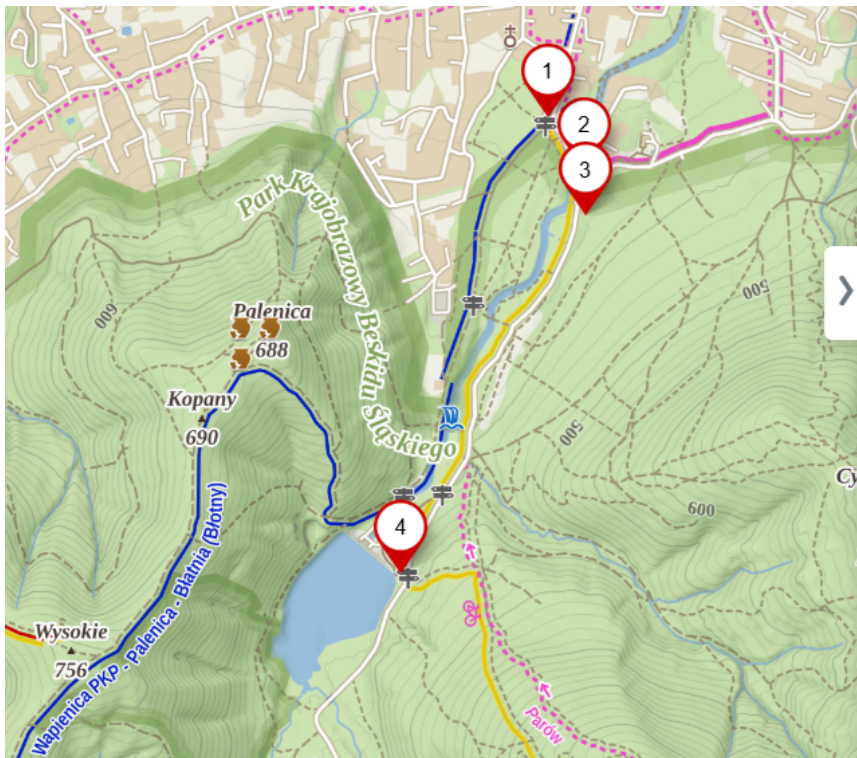 1
2
3
Park Krajobrazowy Beskidu Śląskiego
500
600
Palenica
688
Kopany
690
500
4
600
Cy
Wapienica PKP - Palenica - Błatnia (Błotny)
Wysokie
756
Parów